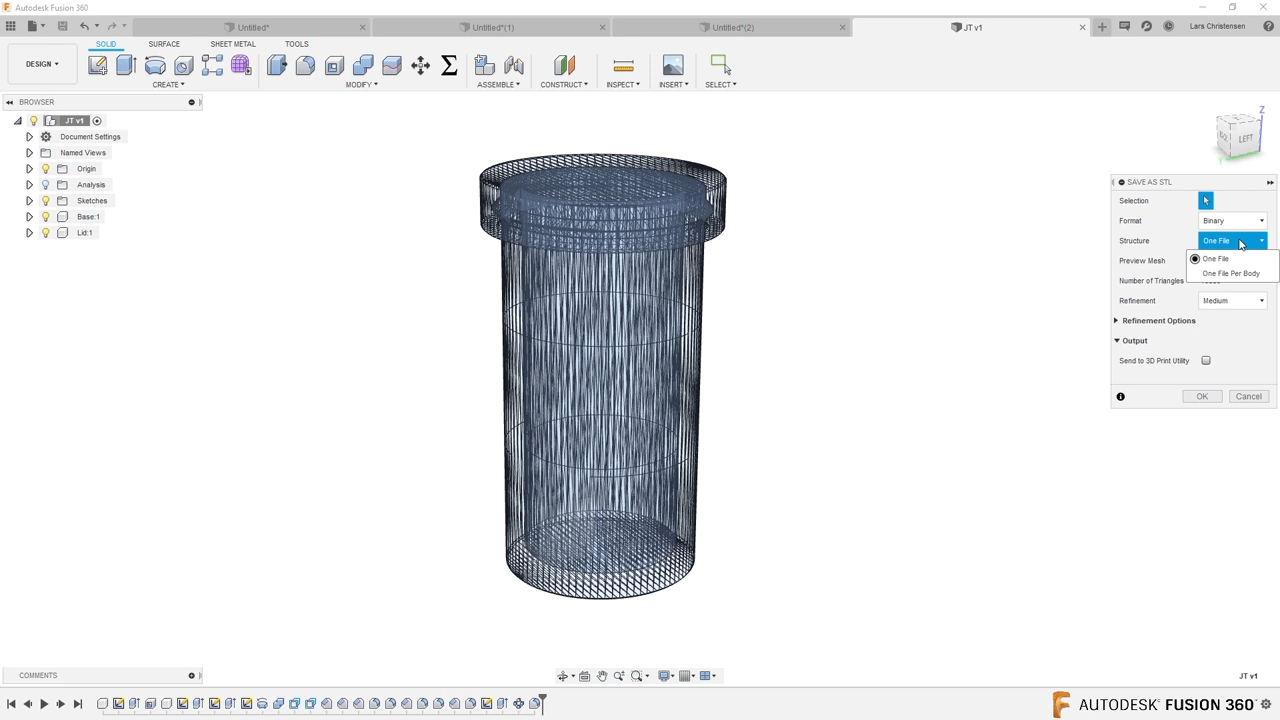 Autodesk Fusion 360
Untitled*
Untitled*(1)
Untitled*(2)
JT v1
Lars Christensen
SOLID
SURFACE
SHEET METAL
TOOLS
DESIGN
CREATE
MODIFY
ASSEMBLE
CONSTRUCT
INSPECT
INSERT
SELECT
BROWSER
JT v1
Document Settings
Named Views
Origin
Analysis
Sketches
Base:1
Lid:1
Z
LEFT
SAVE AS STL
Selection
Format
Binary
Structure
One File
One File
One File Per Body
Preview Mesh
Number of Triangles
Refinement
Medium
Refinement Options
Output
Send to 3D Print Utility
OK
Cancel
COMMENTS
JT v1
AUTODESK FUSION 360